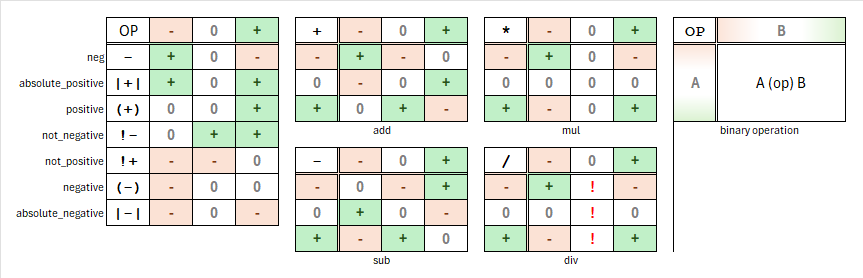 OP - 0 +
neg - + 0 -
absolute_positive |+| + 0 +
positive (+) 0 0 +
not_negative !- 0 + +
not_positive !+ - - 0
negative (-) - 0 0
absolute_negative |-| - 0 -
+ - 0 +
- + - 0
0 - 0 +
+ 0 + -
add
* - 0 +
- + 0 -
0 0 0 0
+ - 0 +
mul
OP B
A A (op) B
binary operation
- - 0 +
- 0 - +
0 + 0 -
+ - + 0
sub
/ - 0 +
- + ! -
0 0 ! 0
+ - ! +
div